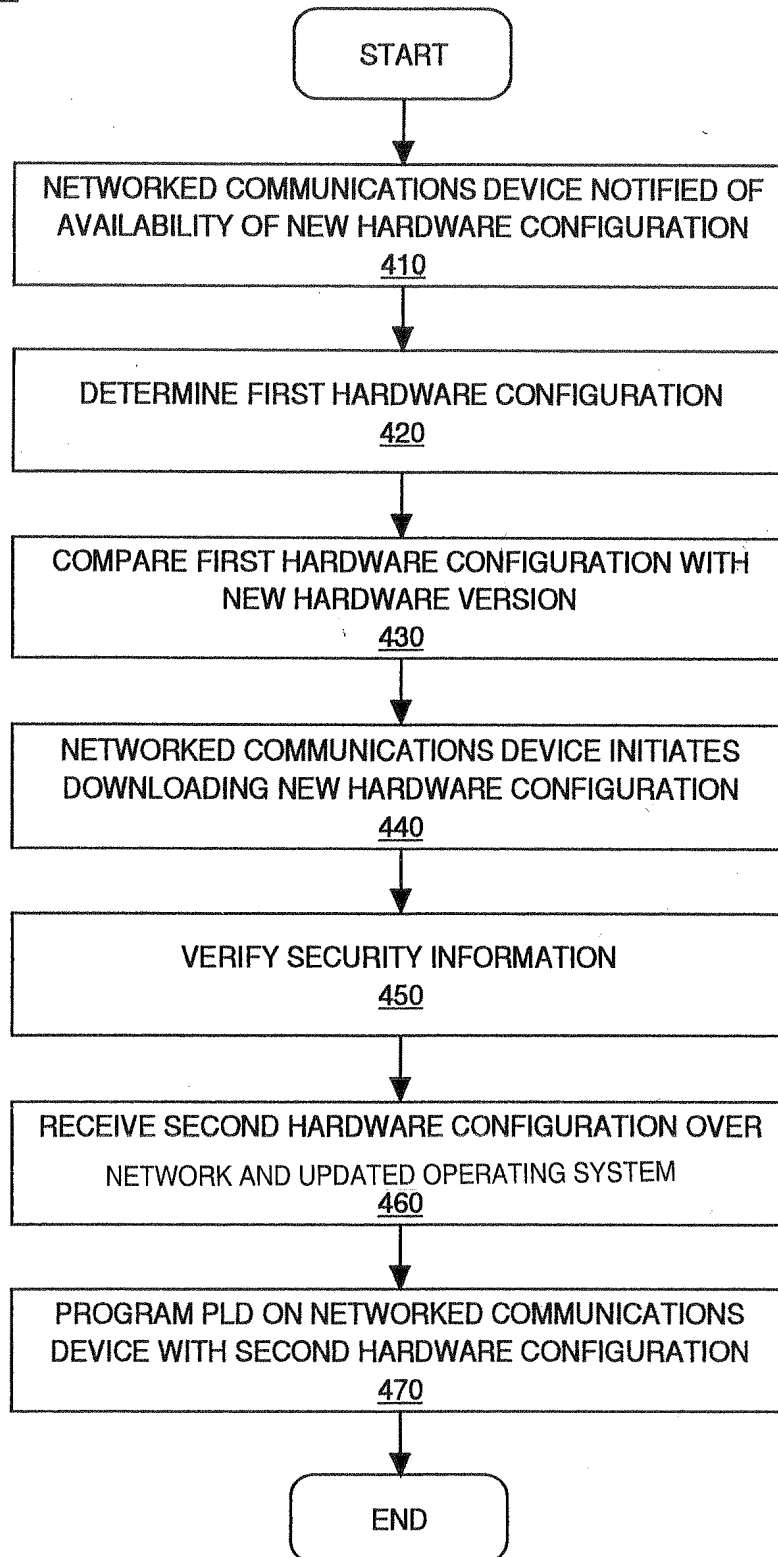 START
NETWORKED COMMUNICATIONS DEVICE NOTIFIED OF
AVAILABILITY OF NEW HARDWARE CONFIGURATION
410
DETERMINE FIRST HARDWARE CONFIGURATION
420
COMPARE FIRST HARDWARE CONFIGURATION WITH
NEW HARDWARE VERSION
430
NETWORKED COMMUNICATIONS DEVICE INITIATES
DOWNLOADING NEW HARDWARE CONFIGURATION
440
VERIFY SECURITY INFORMATION
450
RECEIVE SECOND HARDWARE CONFIGURATION OVER
NETWORK AND UPDATED OPERATING SYSTEM
460
PROGRAM PLD ON NETWORKED COMMUNICATIONS
DEVICE WITH SECOND HARDWARE CONFIGURATION
470
END